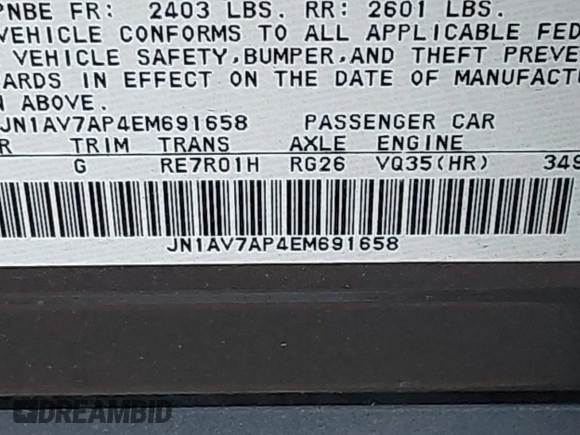 PNBE FR: 2403 LBS. RR: 2601 LBS.
VEHICLE CONFORMS TO ALL APPLICABLE FED
VEHICLE SAFETY, BUMPER, AND THEFT PREVE
ARDS IN EFFECT ON THE DATE OF MANUFACT
N ABOVE.
JN1AV7AP4EM691658 PASSENGER CAR
R TRIM TRANS AXLE ENGINE
G RE7R01H RG26 VQ35(HR) 349
JN1AV7AP4EM691658
DREAMBID